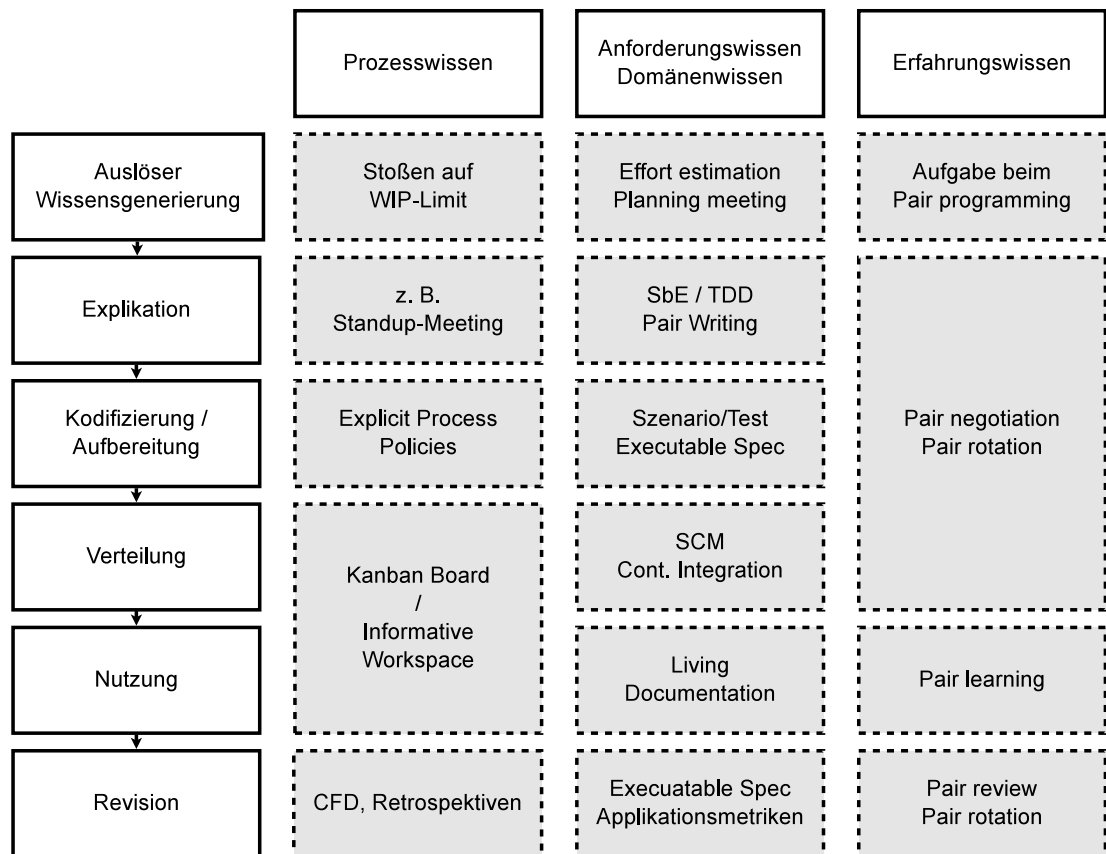 Prozesswissen
Anforderungswissen
Domänenwissen
Erfahrungswissen
Auslöser
Wissensgenerierung
Stoßen auf
WIP-Limit
Effort estimation
Planning meeting
Aufgabe beim
Pair programming
Explikation
z. B.
Standup-Meeting
SbE / TDD
Pair Writing
Kodifizierung /
Aufbereitung
Explicit Process
Policies
Szenario/Test
Executable Spec
Pair negotiation
Pair rotation
Verteilung
Kanban Board
/
Informative
Workspace
SCM
Cont. Integration
Nutzung
Living
Documentation
Pair learning
Revision
CFD, Retrospektiven
Execuatable Spec
Applikationsmetriken
Pair review
Pair rotation